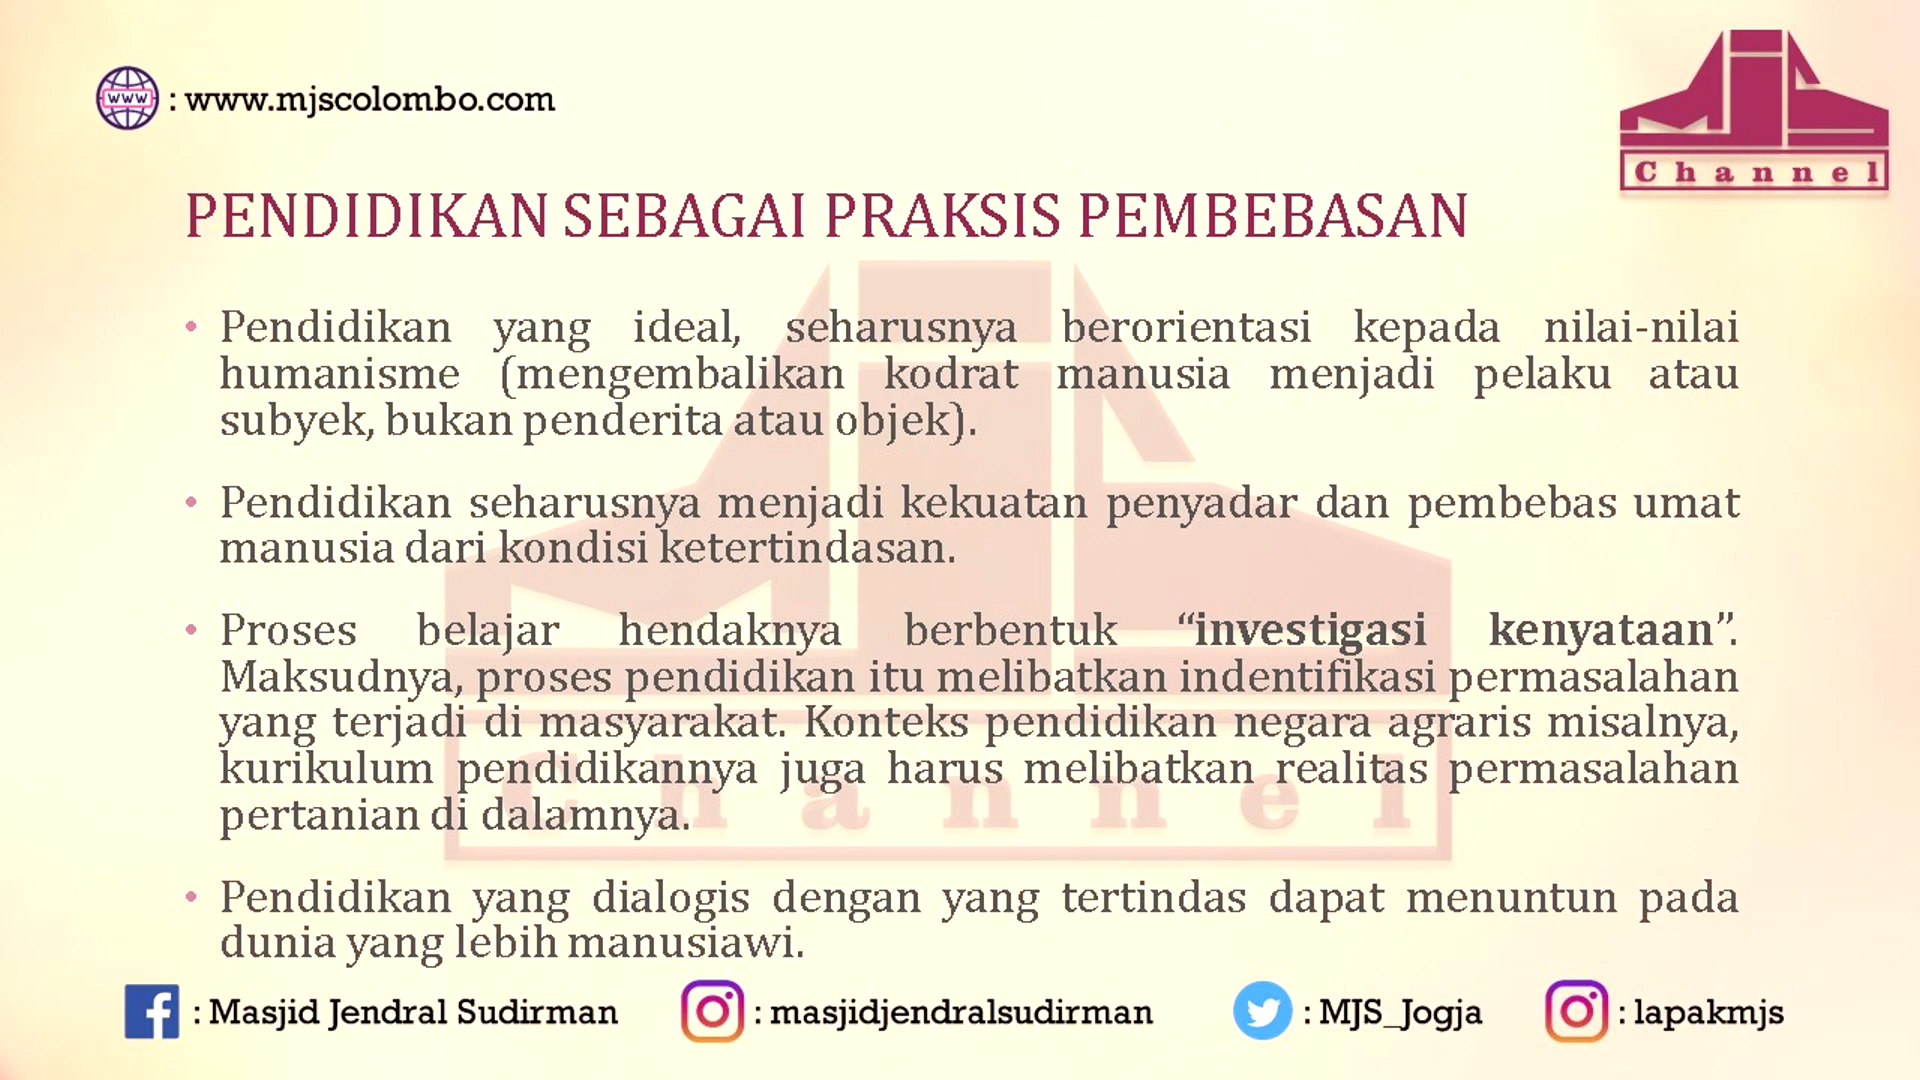 WWW : www.mjscolombo.com
MJS
Channel
PENDIDIKAN SEBAGAI PRAKSIS PEMBEBASAN
• Pendidikan yang ideal, seharusnya berorientasi kepada nilai-nilai
humanisme (mengembalikan kodrat manusia menjadi pelaku atau
subyek, bukan penderita atau objek).
• Pendidikan seharusnya menjadi kekuatan penyadar dan pembebas umat
manusia dari kondisi ketertindasan.
• Proses belajar hendaknya berbentuk “investigasi kenyataan”.
Maksudnya, proses pendidikan itu melibatkan indentifikasi permasalahan
yang terjadi di masyarakat. Konteks pendidikan negara agraris misalnya,
kurikulum pendidikannya juga harus melibatkan realitas permasalahan
pertanian di dalamnya.
• Pendidikan yang dialogis dengan yang tertindas dapat menuntun pada
dunia yang lebih manusiawi.
Channel
: Masjid Jendral Sudirman : masjidjendralsudirman : MJS_Jogja : lapakmjs